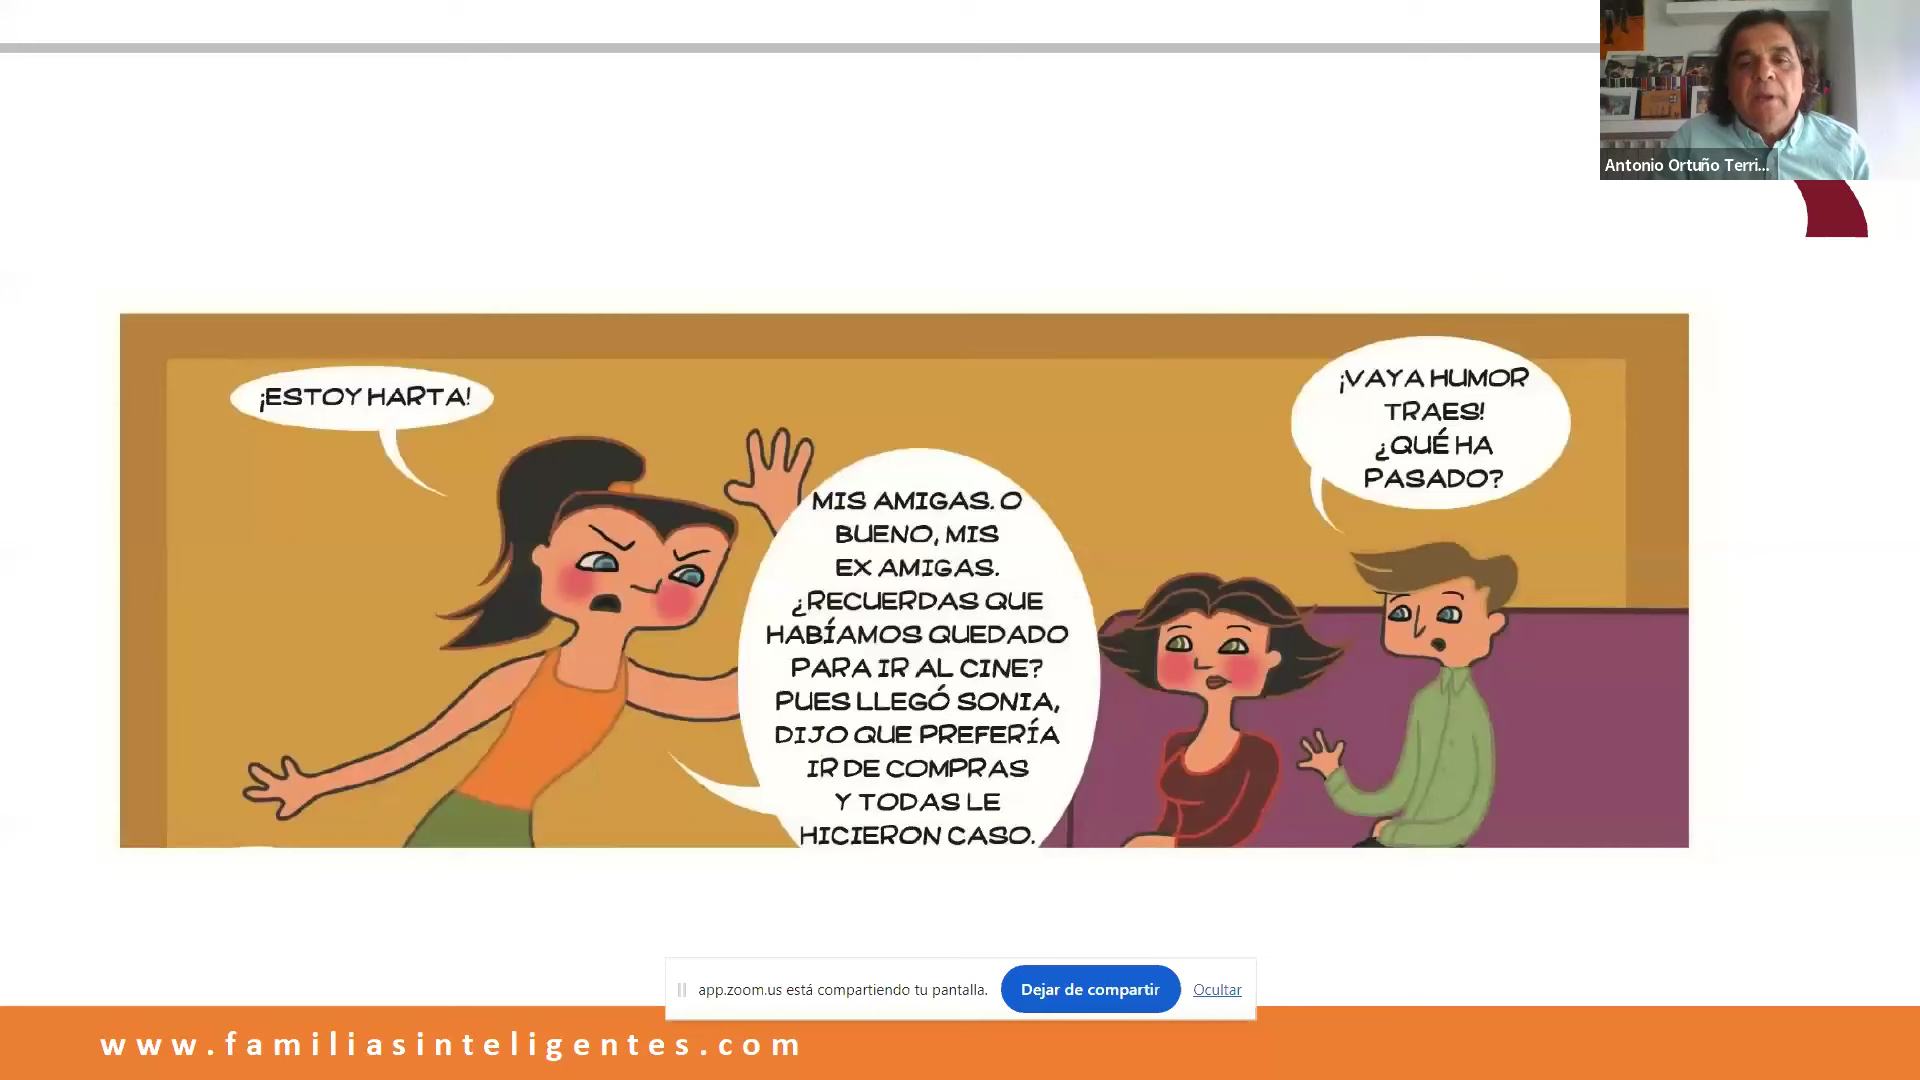 Antonio Ortuño Terri...
¡ESTOY HARTA!
¡VAYA HUMOR
TRAES!
¿QUÉ HA
PASADO?
MIS AMIGAS. O
BUENO, MIS
EX AMIGAS.
¿RECUERDAS QUE
HABÍAMOS QUEDADO
PARA IR AL CINE?
PUES LLEGÓ SONIA,
DIJO QUE PREFERÍA
IR DE COMPRAS
Y TODAS LE
HICIERON CASO.
app.zoom.us está compartiendo tu pantalla.
Dejar de compartir
Ocultar
www.familiasinteligentes.com